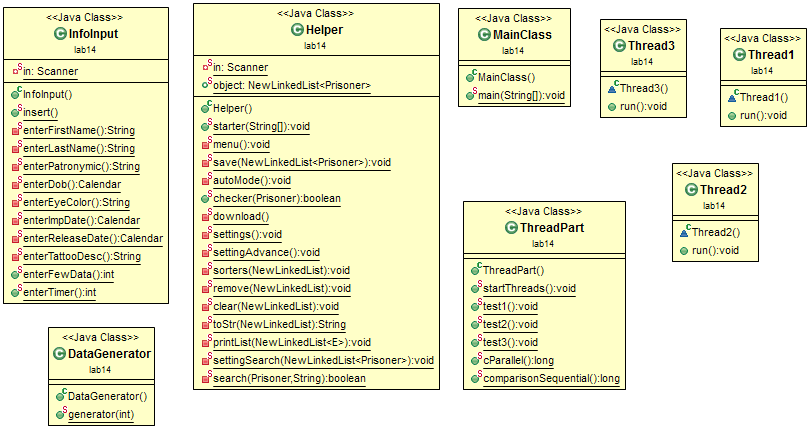 <<Java Class>>
InfoInput
lab14
in: Scanner
InfoInput()
insert()
enterFirstName():String
enterLastName():String
enterPatronymic():String
enterDob():Calendar
enterEyeColor():String
enterImpDate():Calendar
enterReleaseDate():Calendar
enterTattooDesc():String
enterFewData():int
enterTimer():int
<<Java Class>>
DataGenerator
lab14
DataGenerator()
generator(int)
<<Java Class>>
Helper
lab14
in: Scanner
object: NewLinkedList<Prisoner>
Helper()
starter(String[]):void
menu():void
save(NewLinkedList<Prisoner>):void
autoMode():void
checker(Prisoner):boolean
download()
settings():void
settingAdvance():void
sorters(NewLinkedList):void
remove(NewLinkedList):void
clear(NewLinkedList):void
toStr(NewLinkedList):String
printList(NewLinkedList<E>):void
settingSearch(NewLinkedList<Prisoner>):void
search(Prisoner,String):boolean
<<Java Class>>
MainClass
lab14
MainClass()
main(String[]):void
<<Java Class>>
Thread3
lab14
Thread3()
run():void
<<Java Class>>
Thread1
lab14
Thread1()
run():void
<<Java Class>>
Thread2
lab14
Thread2()
run():void
<<Java Class>>
ThreadPart
lab14
ThreadPart()
startThreads():void
test1():void
test2():void
test3():void
cParallel():long
comparisonSequential():long